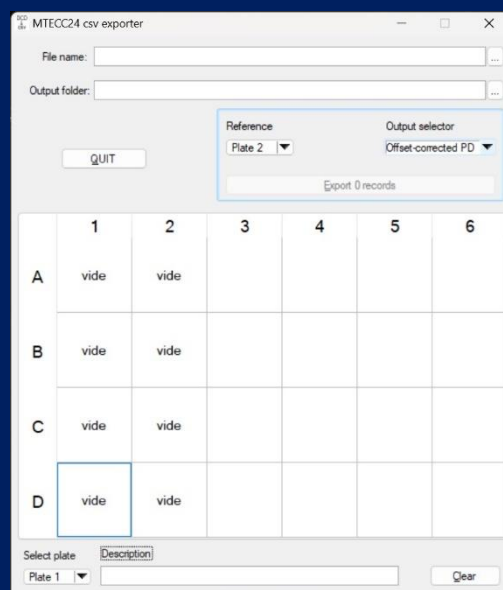 MTECC24 csv exporter
File name:
...
Output folder:
...
Reference
Output selector
Plate 2
Offset-corrected PD
QUIT
Export 0 records
1 2 3 4 5 6
A vide vide
B vide vide
C vide vide
D vide vide
Select plate Description
Plate 1
Clear